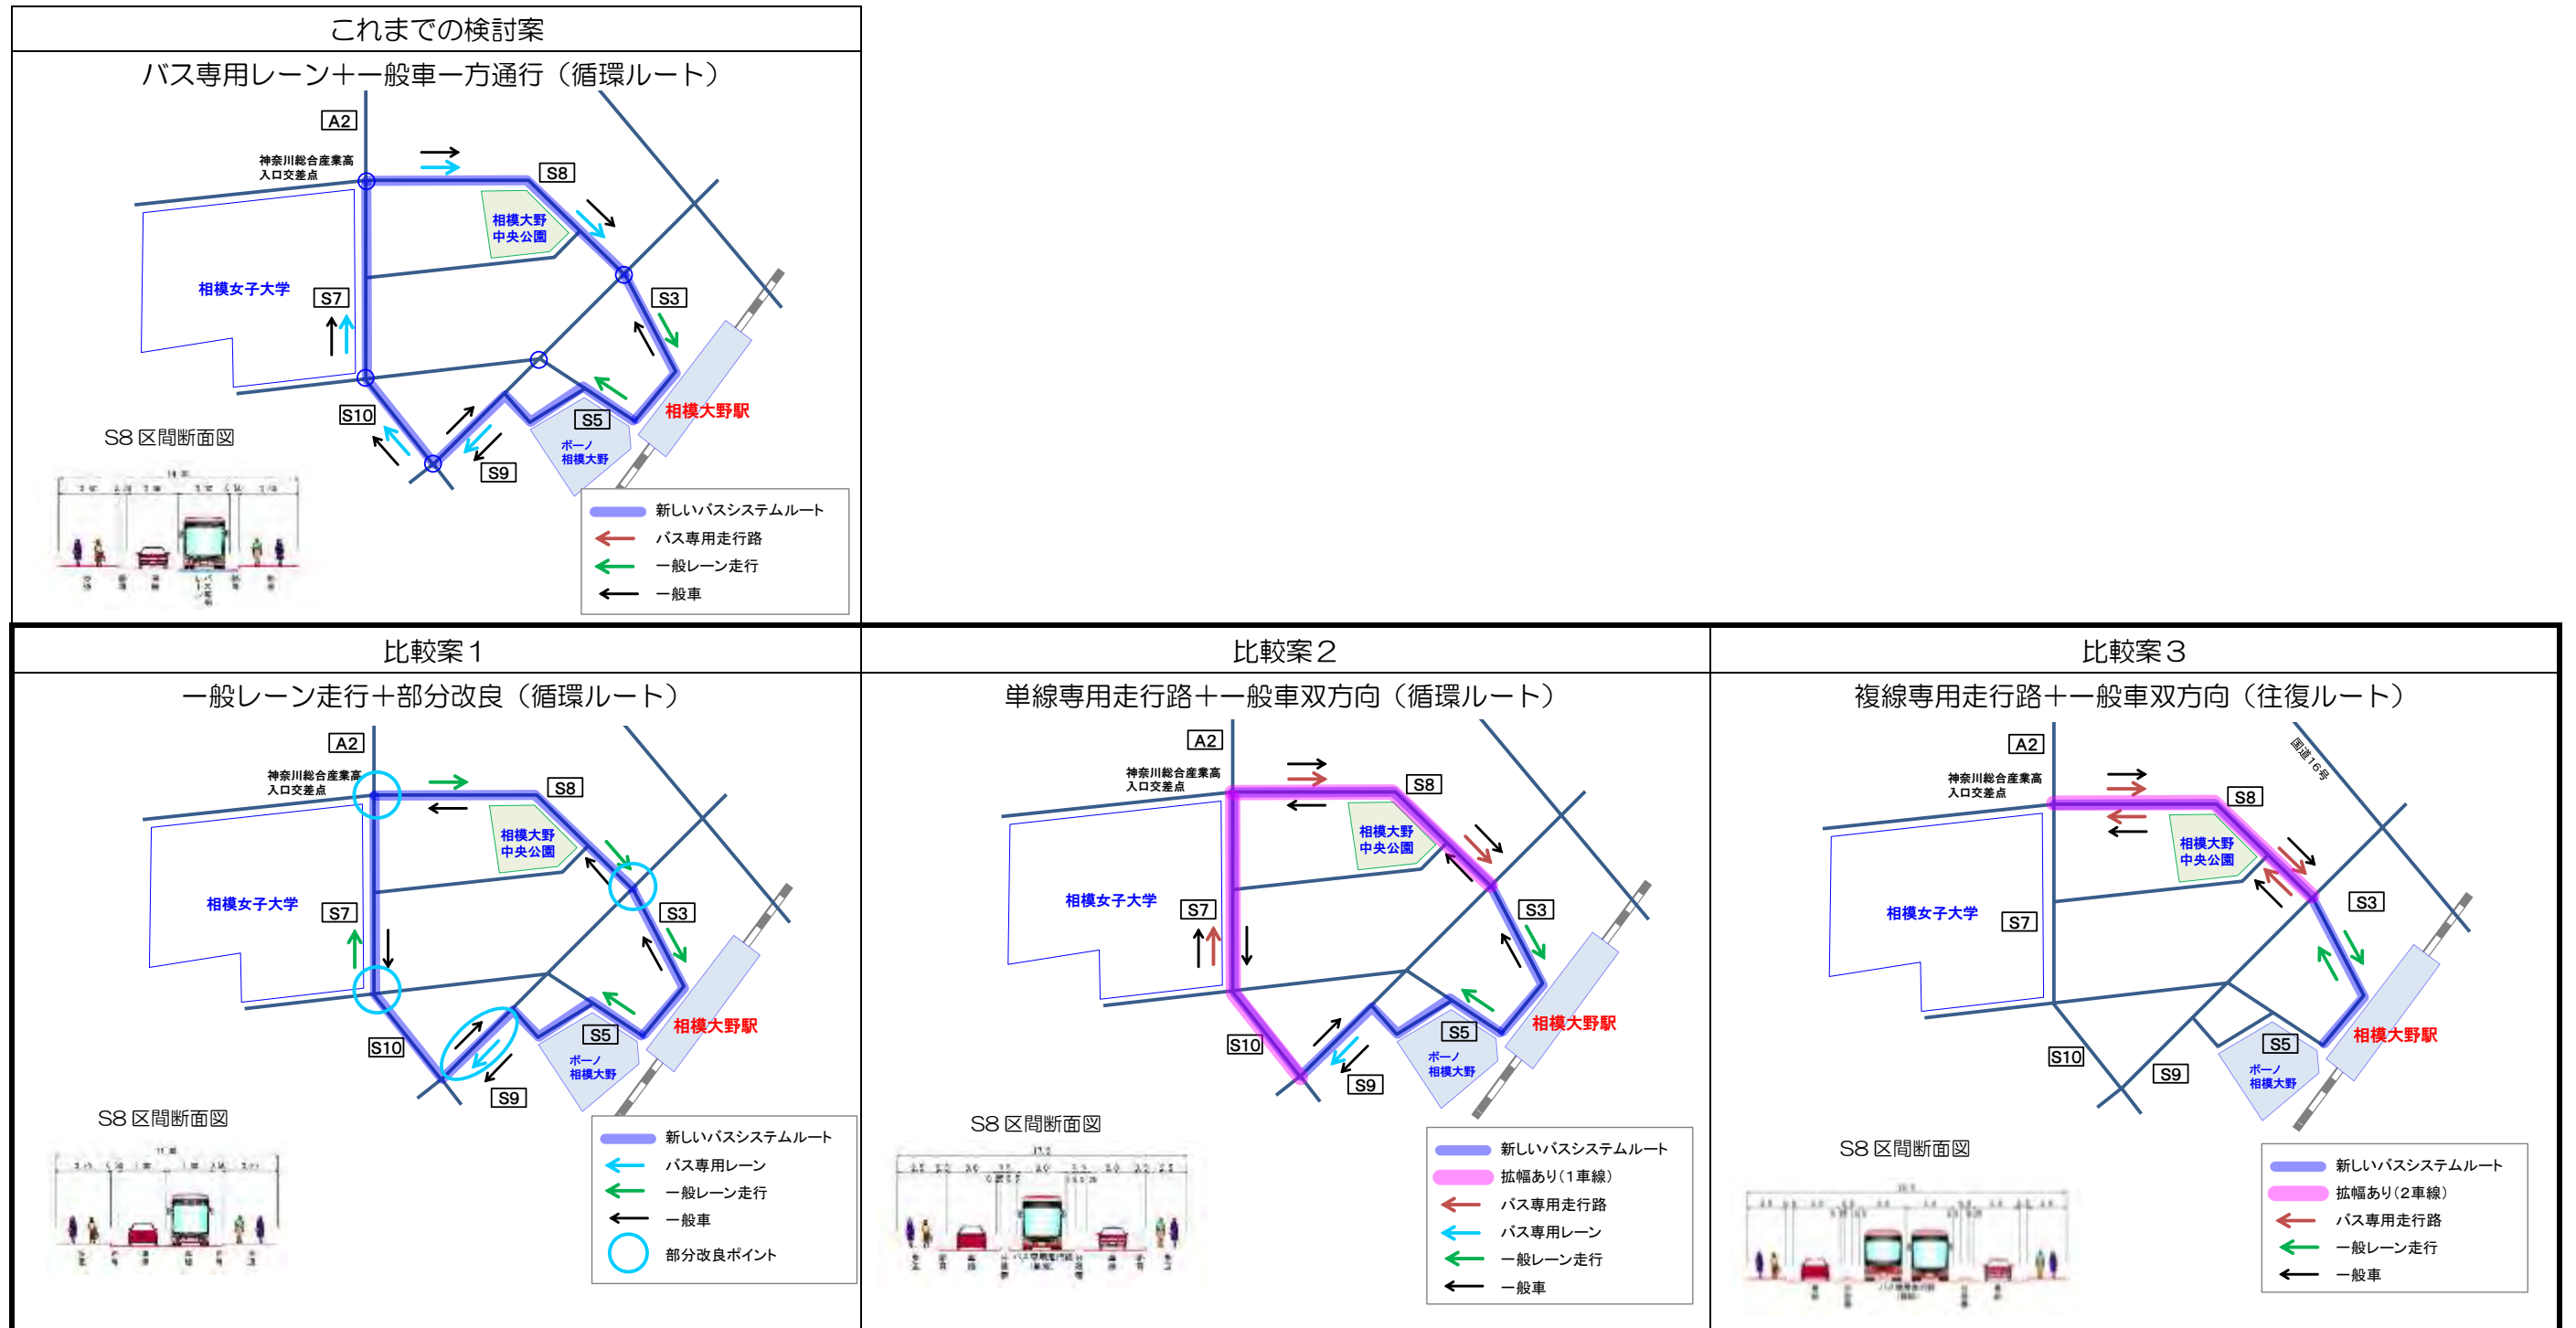 これまでの検討案
バス専用レーン＋一般車一方通行（循環ルート）
A2
神奈川総合産業高
入口交差点
S8
相模大野
中央公園
相模女子大学
S7
S3
S10
S5
相模大野駅
ボーノ
相模大野
S9
S8 区間断面図
新しいバスシステムルート
バス専用走行路
一般レーン走行
一般車
比較案１
一般レーン走行＋部分改良（循環ルート）
A2
神奈川総合産業高
入口交差点
S8
相模大野
中央公園
相模女子大学
S7
S3
S10
S5
相模大野駅
ボーノ
相模大野
S9
S8 区間断面図
新しいバスシステムルート
バス専用レーン
一般レーン走行
一般車
部分改良ポイント
比較案２
単線専用走行路＋一般車双方向（循環ルート）
A2
神奈川総合産業高
入口交差点
S8
相模大野
中央公園
相模女子大学
S7
S3
S10
S5
相模大野駅
ボーノ
相模大野
S9
S8 区間断面図
新しいバスシステムルート
拡幅あり（1車線）
バス専用走行路
バス専用レーン
一般レーン走行
一般車
比較案３
複線専用走行路＋一般車双方向（往復ルート）
A2
国道16号
神奈川総合産業高
入口交差点
S8
相模大野
中央公園
相模女子大学
S7
S3
S10
S5
相模大野駅
ボーノ
相模大野
S9
S8 区間断面図
新しいバスシステムルート
拡幅あり（2車線）
バス専用走行路
一般レーン走行
一般車